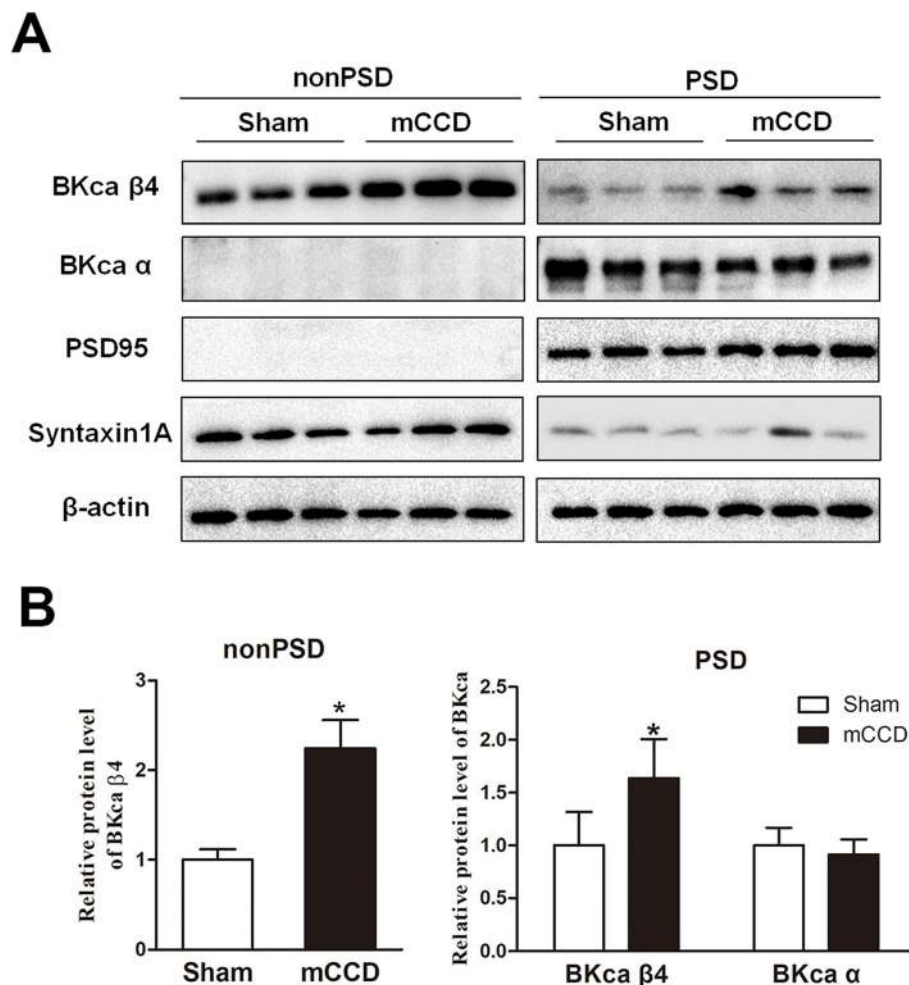 A
nonPSD PSD
Sham mCCD Sham mCCD
BKca β4
BKca α
PSD95
Syntaxin1A
β-actin
B
nonPSD
Relative protein level
of BKca β4
3
2
1
0
*
Sham mCCD
PSD
Relative protein level of BKca
2.5
2.0
1.5
1.0
0.5
0.0
*
Sham
mCCD
BKca β4 BKca α